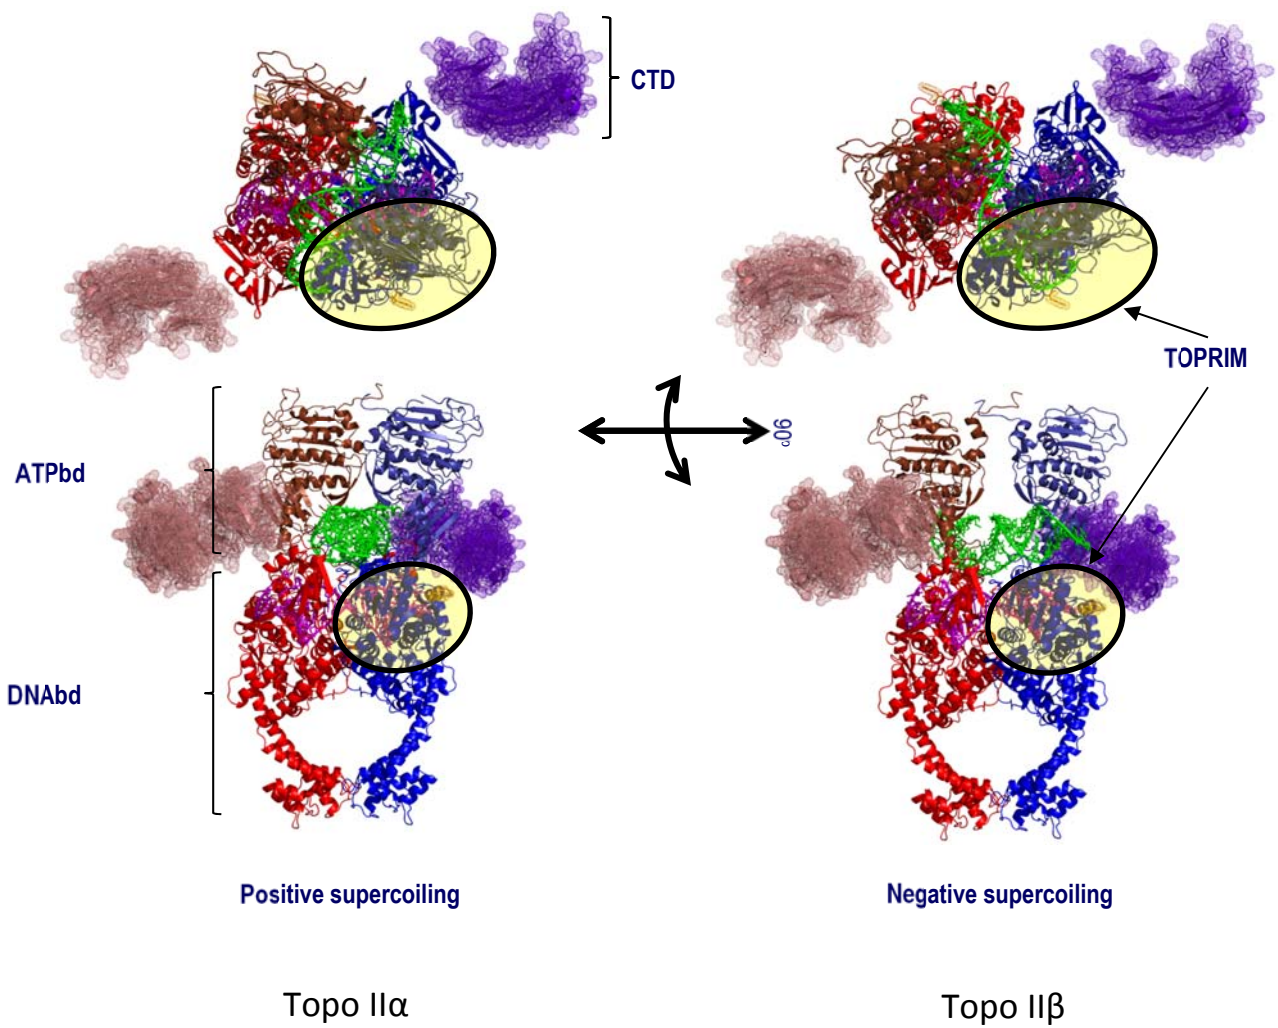 CTD
TOPRIM
90°
ATPbd
DNAbd
Positive supercoiling
Negative supercoiling
Topo IIα
Topo IIβ